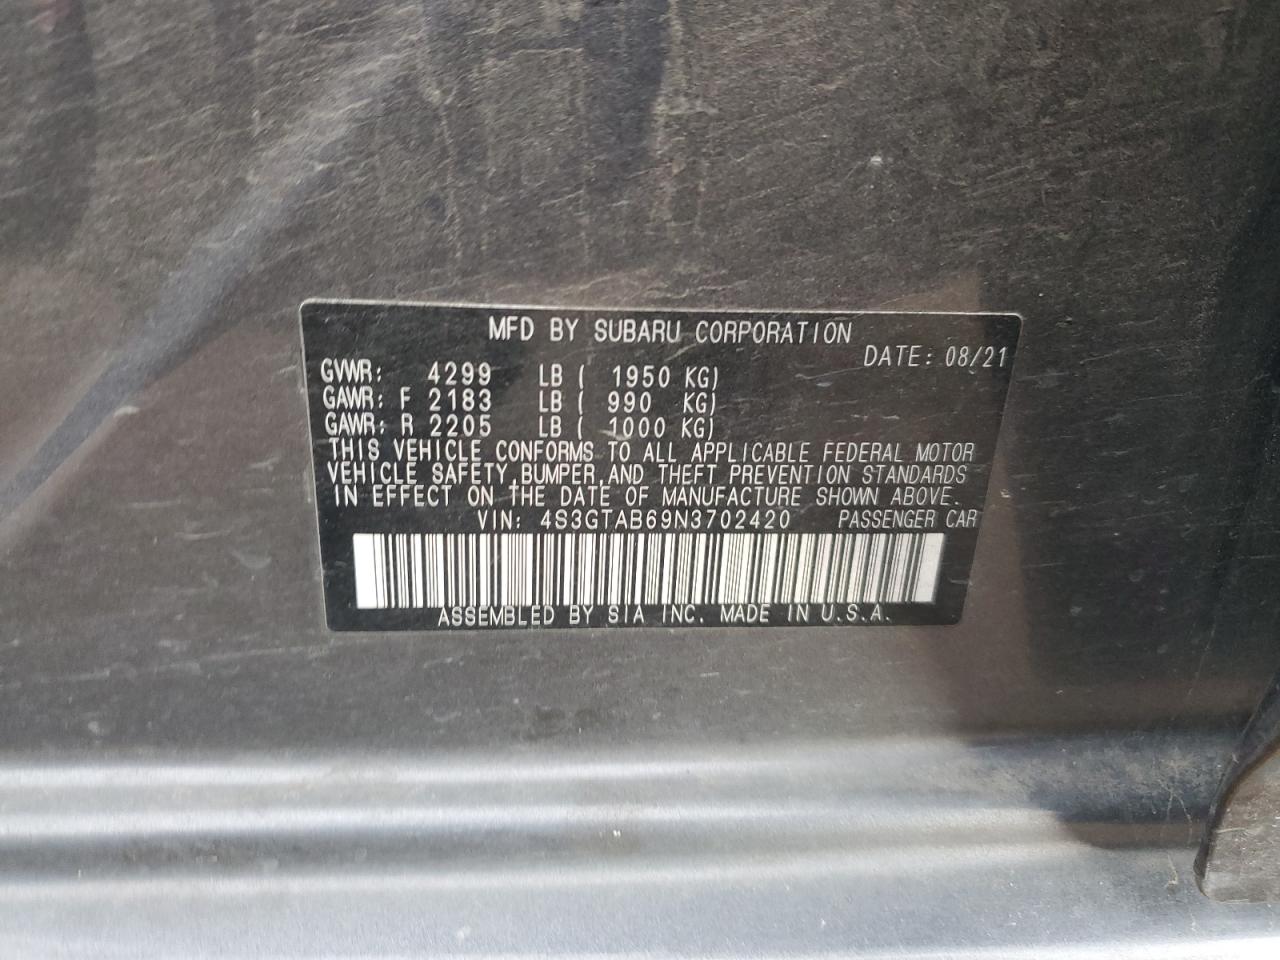 MFD BY SUBARU CORPORATION
DATE: 08/21
GVWR: 4299 LB ( 1950 KG)
GAWR: F 2183 LB ( 990 KG)
GAWR: R 2205 LB ( 1000 KG)
THIS VEHICLE CONFORMS TO ALL APPLICABLE FEDERAL MOTOR
VEHICLE SAFETY, BUMPER, AND THEFT PREVENTION STANDARDS
IN EFFECT ON THE DATE OF MANUFACTURE SHOWN ABOVE.
VIN: 4S3GTAB69N3702420 PASSENGER CAR
ASSEMBLED BY SIA INC. MADE IN U.S.A.